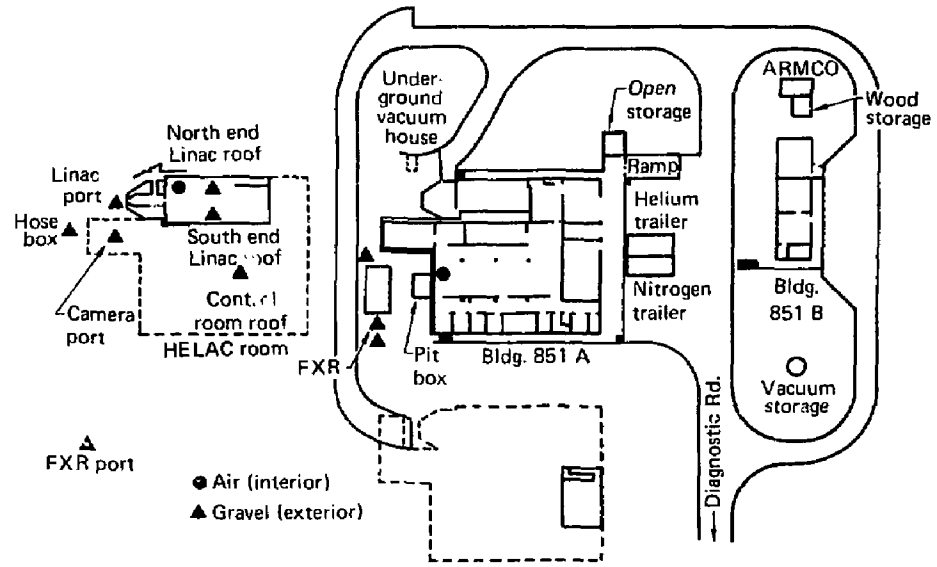 Under-
ground
vacuum
house
Open
storage
ARMCO
Wood
storage
North end
Linac roof
Linac
port
Ramp
Hose
box
Helium
trailer
South end
Linac roof
Camera
port
room roof
HELAC room
Nitrogen
trailer
Bldg.
851 B
FXR
Pit
box
Bldg. 851 A
Vacuum
storage
FXR port
Air (interior)
Gravel (exterior)
Diagnostic Rd.